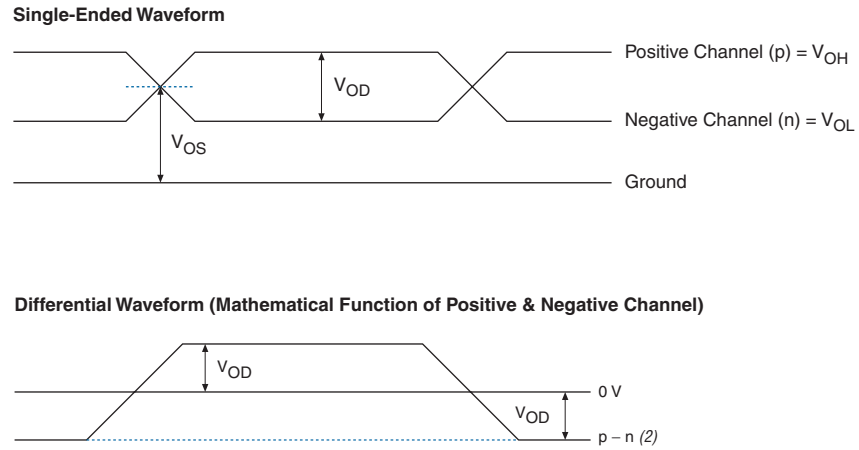 Single-Ended Waveform
Positive Channel (p) = VOH
VOD
Negative Channel (n) = VOL
VOS
Ground
Differential Waveform (Mathematical Function of Positive & Negative Channel)
VOD
0 V
VOD
p – n (2)